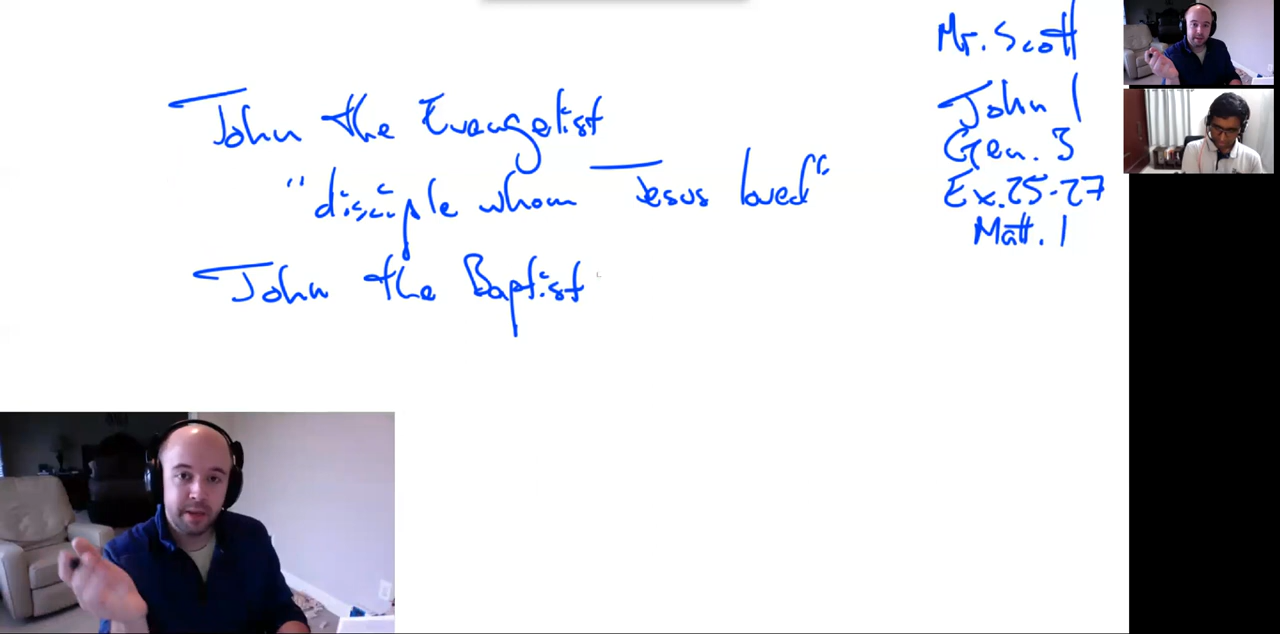 John the Evangelist
"disciple whom Jesus loved"
John the Baptist
Mr. Scott
John 1
Gen. 3
Ex. 25-27
Matt. 1